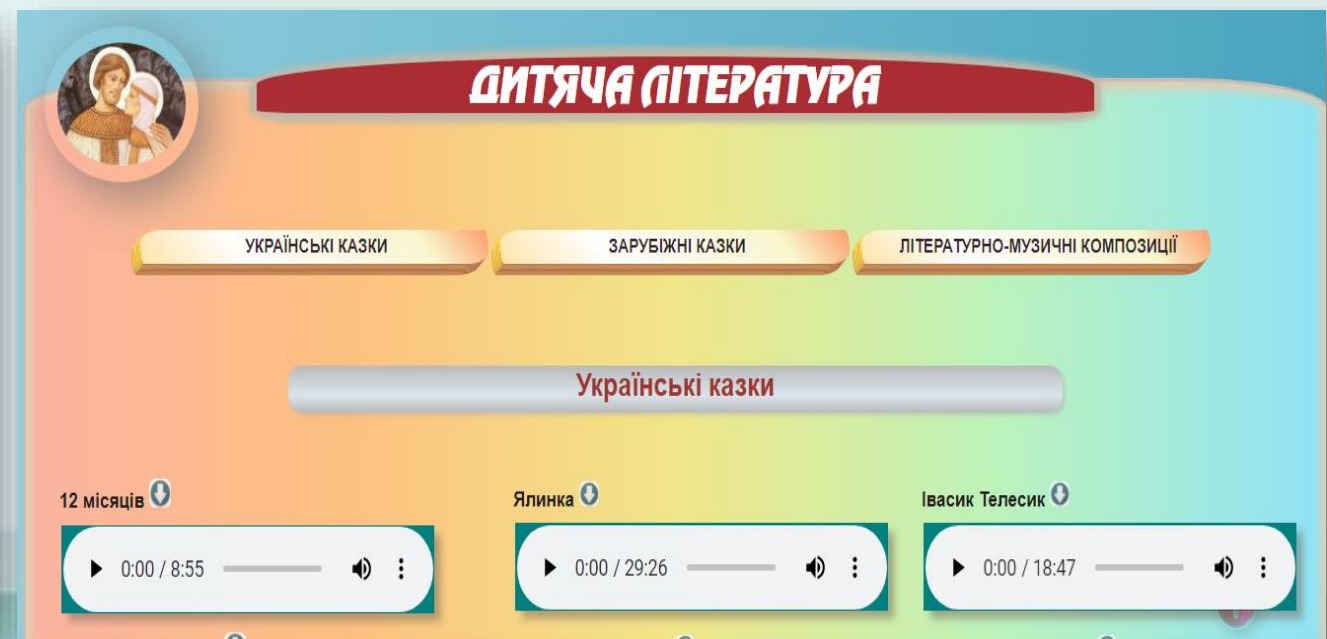 ДИТЯЧА ЛІТЕРАТУРА
УКРАЇНСЬКІ КАЗКИ
ЗАРУБІЖНІ КАЗКИ
ЛІТЕРАТУРНО-МУЗИЧНІ КОМПОЗИЦІЇ
Українські казки
12 місяців
Ялинка
Івасик Телесик
0:00 / 8:55
0:00 / 29:26
0:00 / 18:47